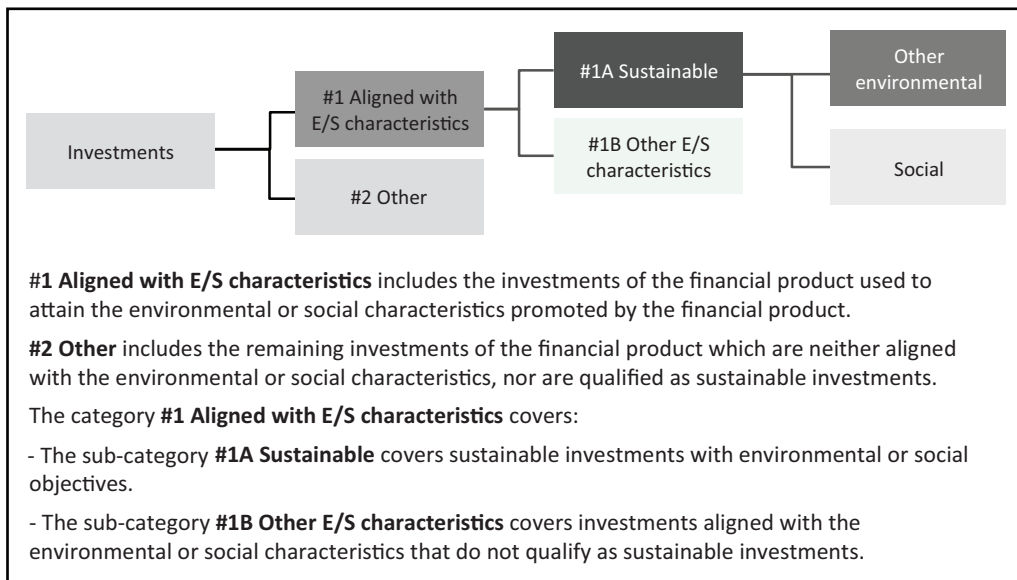 Investments
#1 Aligned with
E/S characteristics
#2 Other
#1A Sustainable
#1B Other E/S
characteristics
Other
environmental
Social
#1 Aligned with E/S characteristics includes the investments of the financial product used to
attain the environmental or social characteristics promoted by the financial product.
#2 Other includes the remaining investments of the financial product which are neither aligned
with the environmental or social characteristics, nor are qualified as sustainable investments.
The category #1 Aligned with E/S characteristics covers:
- The sub-category #1A Sustainable covers sustainable investments with environmental or social
objectives.
- The sub-category #1B Other E/S characteristics covers investments aligned with the
environmental or social characteristics that do not qualify as sustainable investments.